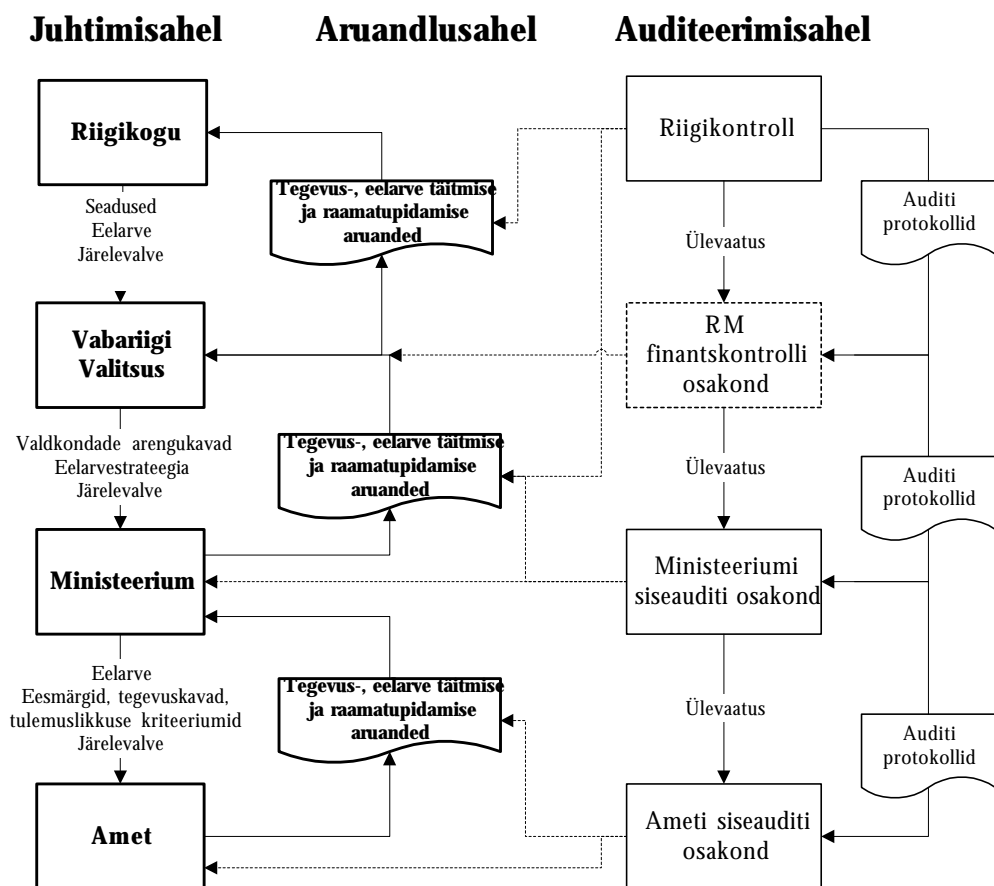 Juhtimisahel
Aruandlusahel
Auditeerimisahel
Riigikogu
Riigikontroll
Tegevus-, eelarve täitmise
ja raamatupidamise
aruanded
Auditi
protokollid
Seadused
Eelarve
Järelevalve
Ülevaatus
Vabariigi
Valitsus
RM
finantskontrolli
osakond
Valdkondade arengukavad
Eelarvestrateegia
Järelevalve
Tegevus-, eelarve täitmise
ja raamatupidamise
aruanded
Ülevaatus
Auditi
protokollid
Ministeerium
Ministeeriumi
siseauditi osakond
Eelarve
Eesmärgid, tegevuskavad,
tulemuslikkuse kriteeriumid
Järelevalve
Tegevus-, eelarve täitmise
ja raamatupidamise
aruanded
Ülevaatus
Auditi
protokollid
Amet
Ameti siseauditi
osakond